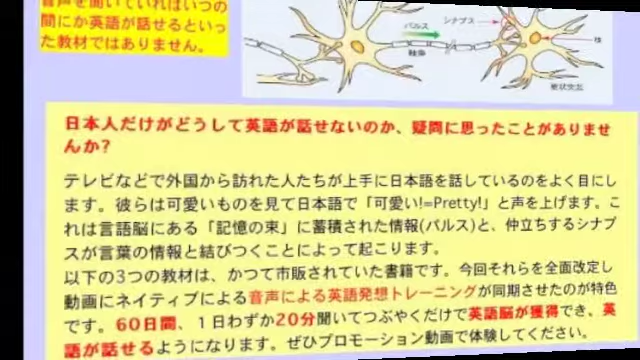 音声を聞いていればいつの
間にか英語が話せるといっ
た教材ではありません。
パルス
シナプス
核
軸索
樹状突起
日本人だけがどうして英語が話せないのか、疑問に思ったことがありませ
んか?
テレビなどで外国から訪れた人たちが上手に日本語を話しているのをよく目にし
ます。彼らは可愛いものを見て日本語で「可愛い!=Pretty!」と声を上げます。こ
れは言語脳にある「記憶の束」に蓄積された情報(パルス)と、仲立ちするシナプ
スが言葉の情報と結びつくことによって起こります。
以下の3つの教材は、かつて市販されていた書籍です。今回それらを全面改定し
動画にネイティブによる音声による英語発想トレーニングが同期させたのが特色
です。60日間、１日わずか20分聞いてつぶやくだけで英語脳が獲得でき、英
語が話せるようになります。ぜひプロモーション動画で体験してください。